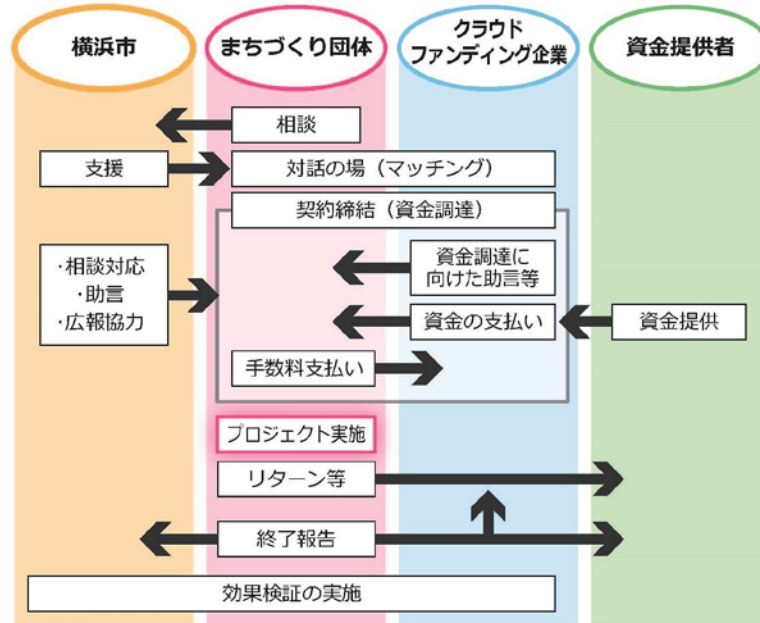 横浜市
まちづくり団体
クラウド
ファンディング企業
資金提供者
相談
支援
対話の場（マッチング）
契約締結（資金調達）
・相談対応
・助言
・広報協力
資金調達に
向けた助言等
資金の支払い
資金提供
手数料支払い
プロジェクト実施
リターン等
終了報告
効果検証の実施